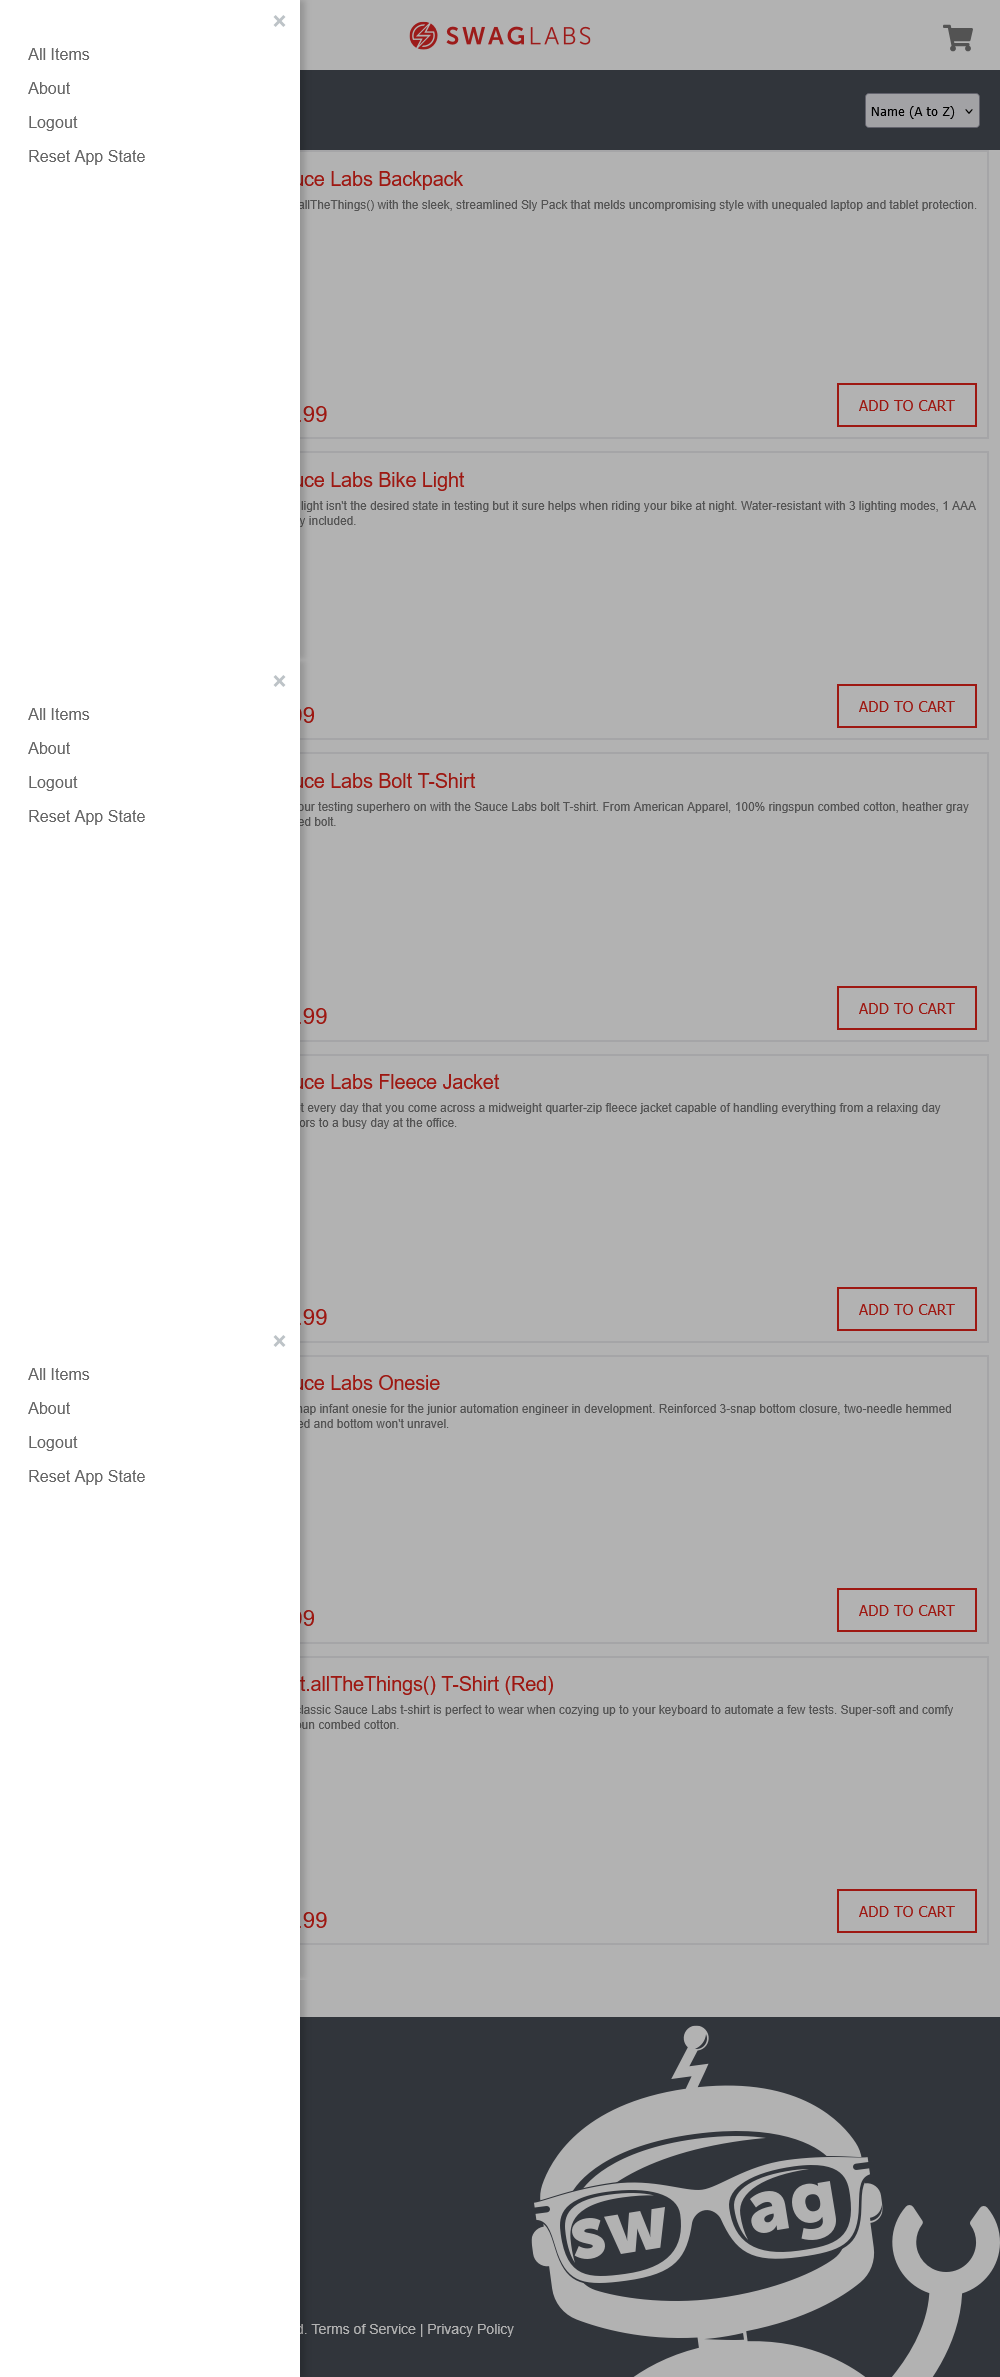 SWAGLABS
All Items
About
Logout
Reset App State
Name (A to Z)
uce Labs Backpack
allTheThings() with the sleek, streamlined Sly Pack that melds uncompromising style with unequaled laptop and tablet protection.
.99
ADD TO CART
uce Labs Bike Light
light isn't the desired state in testing but it sure helps when riding your bike at night. Water-resistant with 3 lighting modes, 1 AAA
y included.
99
ADD TO CART
All Items
About
Logout
Reset App State
uce Labs Bolt T-Shirt
our testing superhero on with the Sauce Labs bolt T-shirt. From American Apparel, 100% ringspun combed cotton, heather gray
ed bolt.
.99
ADD TO CART
uce Labs Fleece Jacket
t every day that you come across a midweight quarter-zip fleece jacket capable of handling everything from a relaxing day
ors to a busy day at the office.
.99
ADD TO CART
All Items
About
Logout
Reset App State
uce Labs Onesie
nap infant onesie for the junior automation engineer in development. Reinforced 3-snap bottom closure, two-needle hemmed
ed and bottom won't unravel.
99
ADD TO CART
t.allTheThings() T-Shirt (Red)
classic Sauce Labs t-shirt is perfect to wear when cozying up to your keyboard to automate a few tests. Super-soft and comfy
un combed cotton.
.99
ADD TO CART
sw ag
d. Terms of Service | Privacy Policy